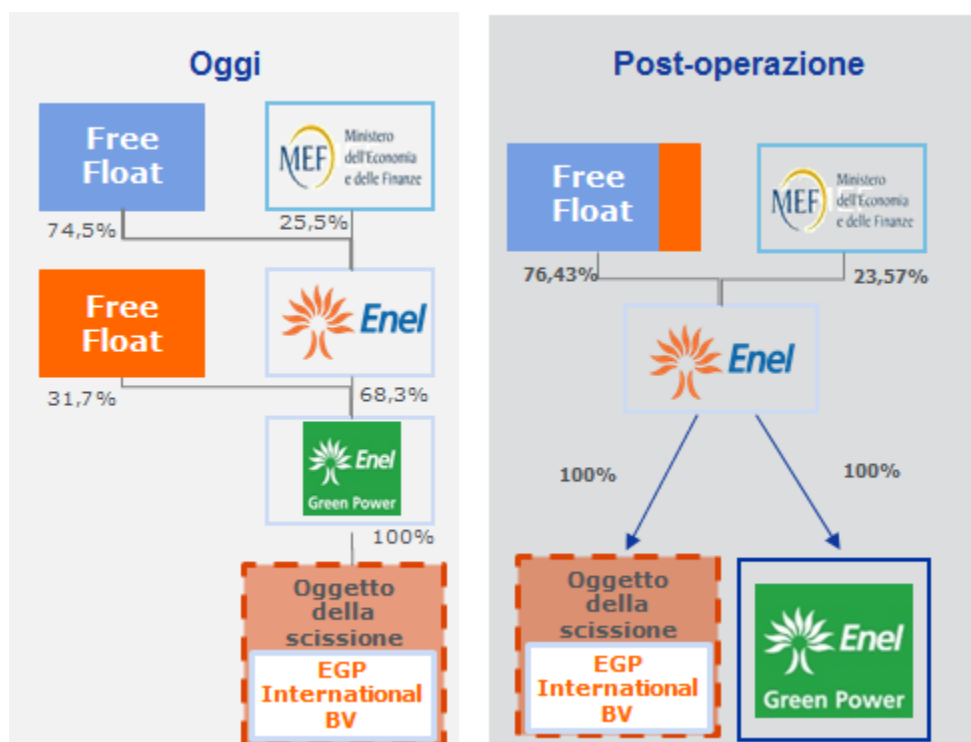 Oggi
Free
Float
MEF
Ministero
dell'Economia
e delle Finanze
74,5%
25,5%
Free
Float
Enel
31,7%
68,3%
Enel
Green Power
100%
Oggetto
della
scissione
EGP
International
BV
Post-operazione
Free
Float
MEF
Ministero
dell'Economia
e delle Finanze
76,43%
23,57%
Enel
100%
100%
Oggetto
della
scissione
EGP
International
BV
Enel
Green Power